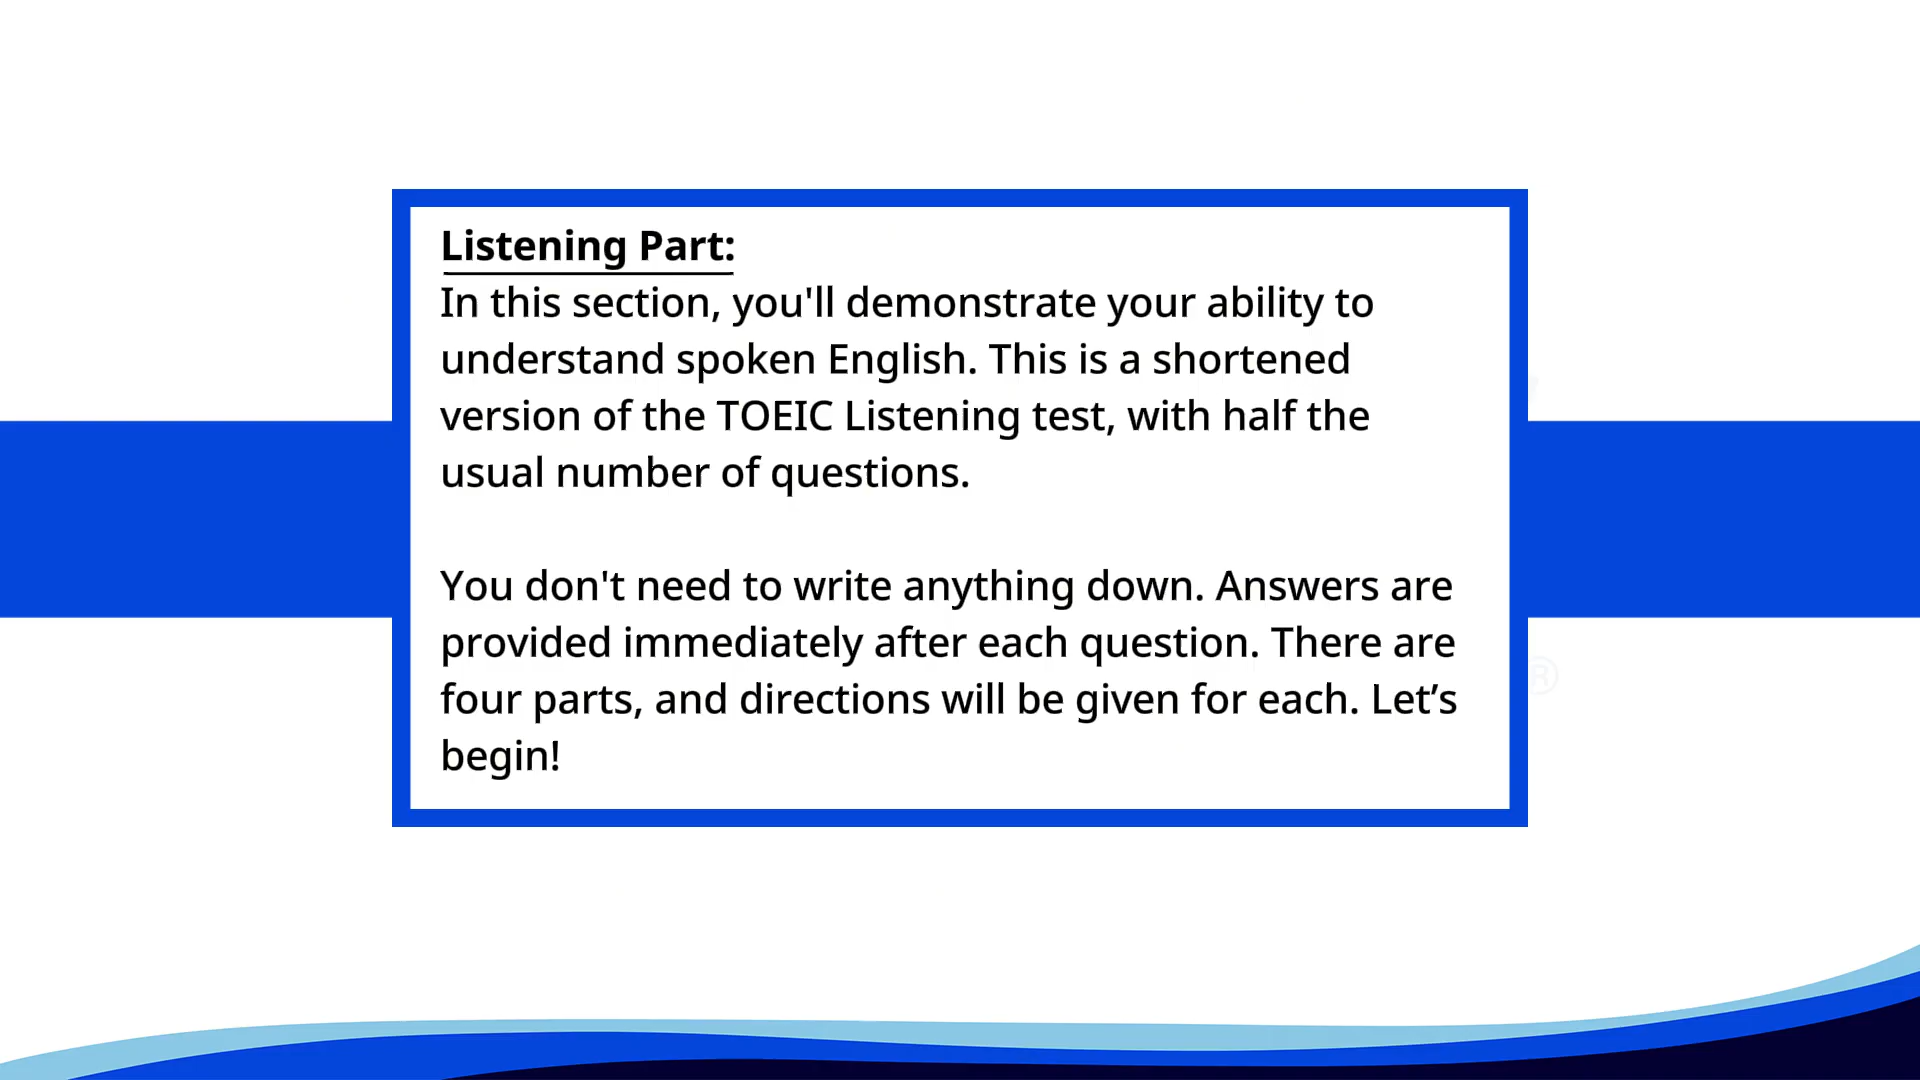 Listening Part:
In this section, you'll demonstrate your ability to
understand spoken English. This is a shortened
version of the TOEIC Listening test, with half the
usual number of questions.
You don't need to write anything down. Answers are
provided immediately after each question. There are
four parts, and directions will be given for each. Let’s
begin!
®